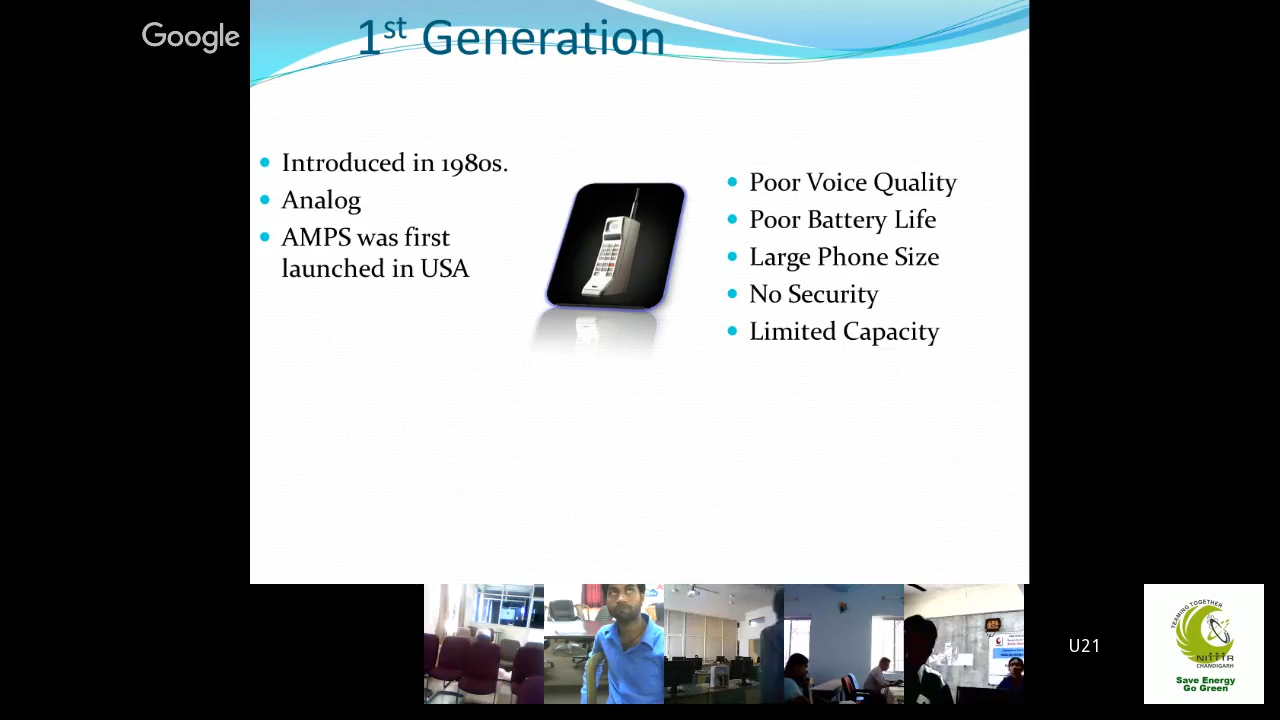 Google
1st Generation
Introduced in 1980s.
Analog
AMPS was first
launched in USA
Poor Voice Quality
Poor Battery Life
Large Phone Size
No Security
Limited Capacity
U21
TEAMING TOGETHER
NITTTR
CHANDIGARH
Save Energy
Go Green